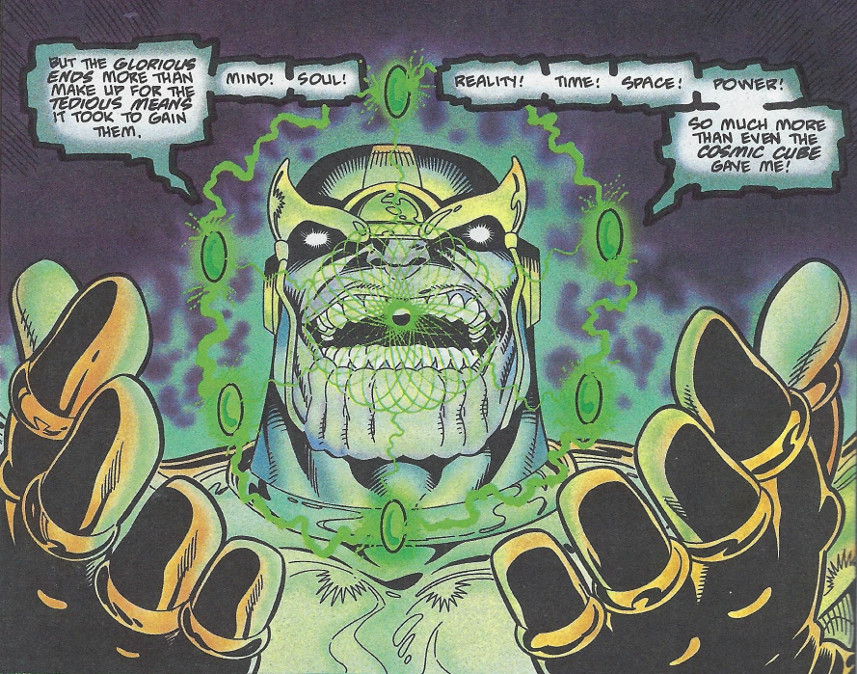 BUT THE GLORIOUS
ENDS MORE THAN
MAKE UP FOR THE
TEDIOUS MEANS
IT TOOK TO GAIN
THEM.
MIND!
SOUL!
REALITY!
TIME!
SPACE!
POWER!
SO MUCH MORE
THAN EVEN THE
COSMIC CUBE
GAVE ME!